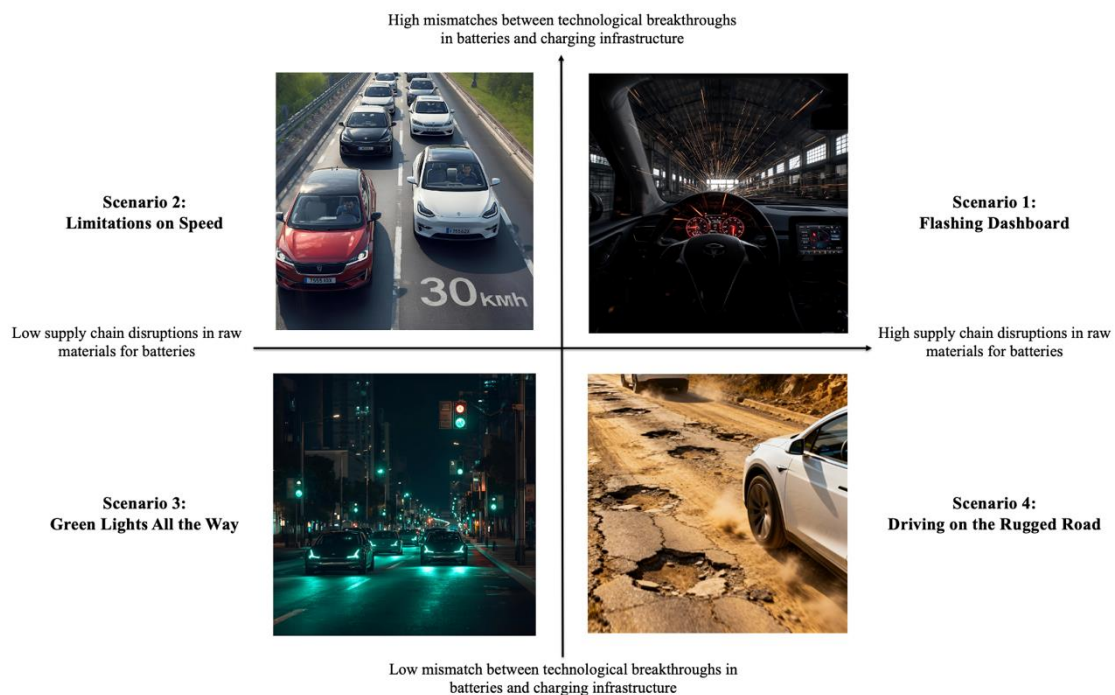 High mismatches between technological breakthroughs
in batteries and charging infrastructure
Scenario 2:
Limitations on Speed
30 KMH
Scenario 1:
Flashing Dashboard
Low supply chain disruptions in raw
materials for batteries
High supply chain disruptions in raw
materials for batteries
Scenario 3:
Green Lights All the Way
Scenario 4:
Driving on the Rugged Road
Low mismatch between technological breakthroughs in
batteries and charging infrastructure